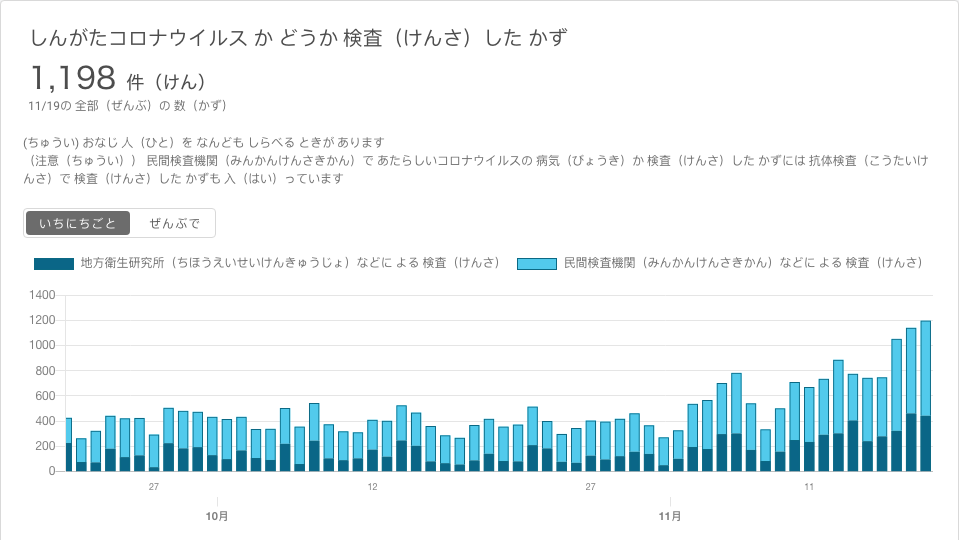 しんがたコロナウイルス か どうか 検査（けんさ）した かず
1,198 件（けん）
11/19の 全部（ぜんぶ）の 数（かず）
(ちゅうい) おなじ 人（ひと）を なんども しらべる ときが あります
（注意（ちゅうい）） 民間検査機関（みんかんけんさきかん）で あたらしいコロナウイルスの 病気（びょうき）か 検査（けんさ）した かずには 抗体検査（こうたいけ
んさ）で 検査（けんさ）した かずも 入（はい）っています
いちにちごと ぜんぶで
地方衛生研究所（ちほうえいせいけんきゅうじょ）などに よる 検査（けんさ） 民間検査機関（みんかんけんさきかん）などに よる 検査（けんさ）
1400
1200
1000
800
600
400
200
0
27 12 27 11
10月 11月